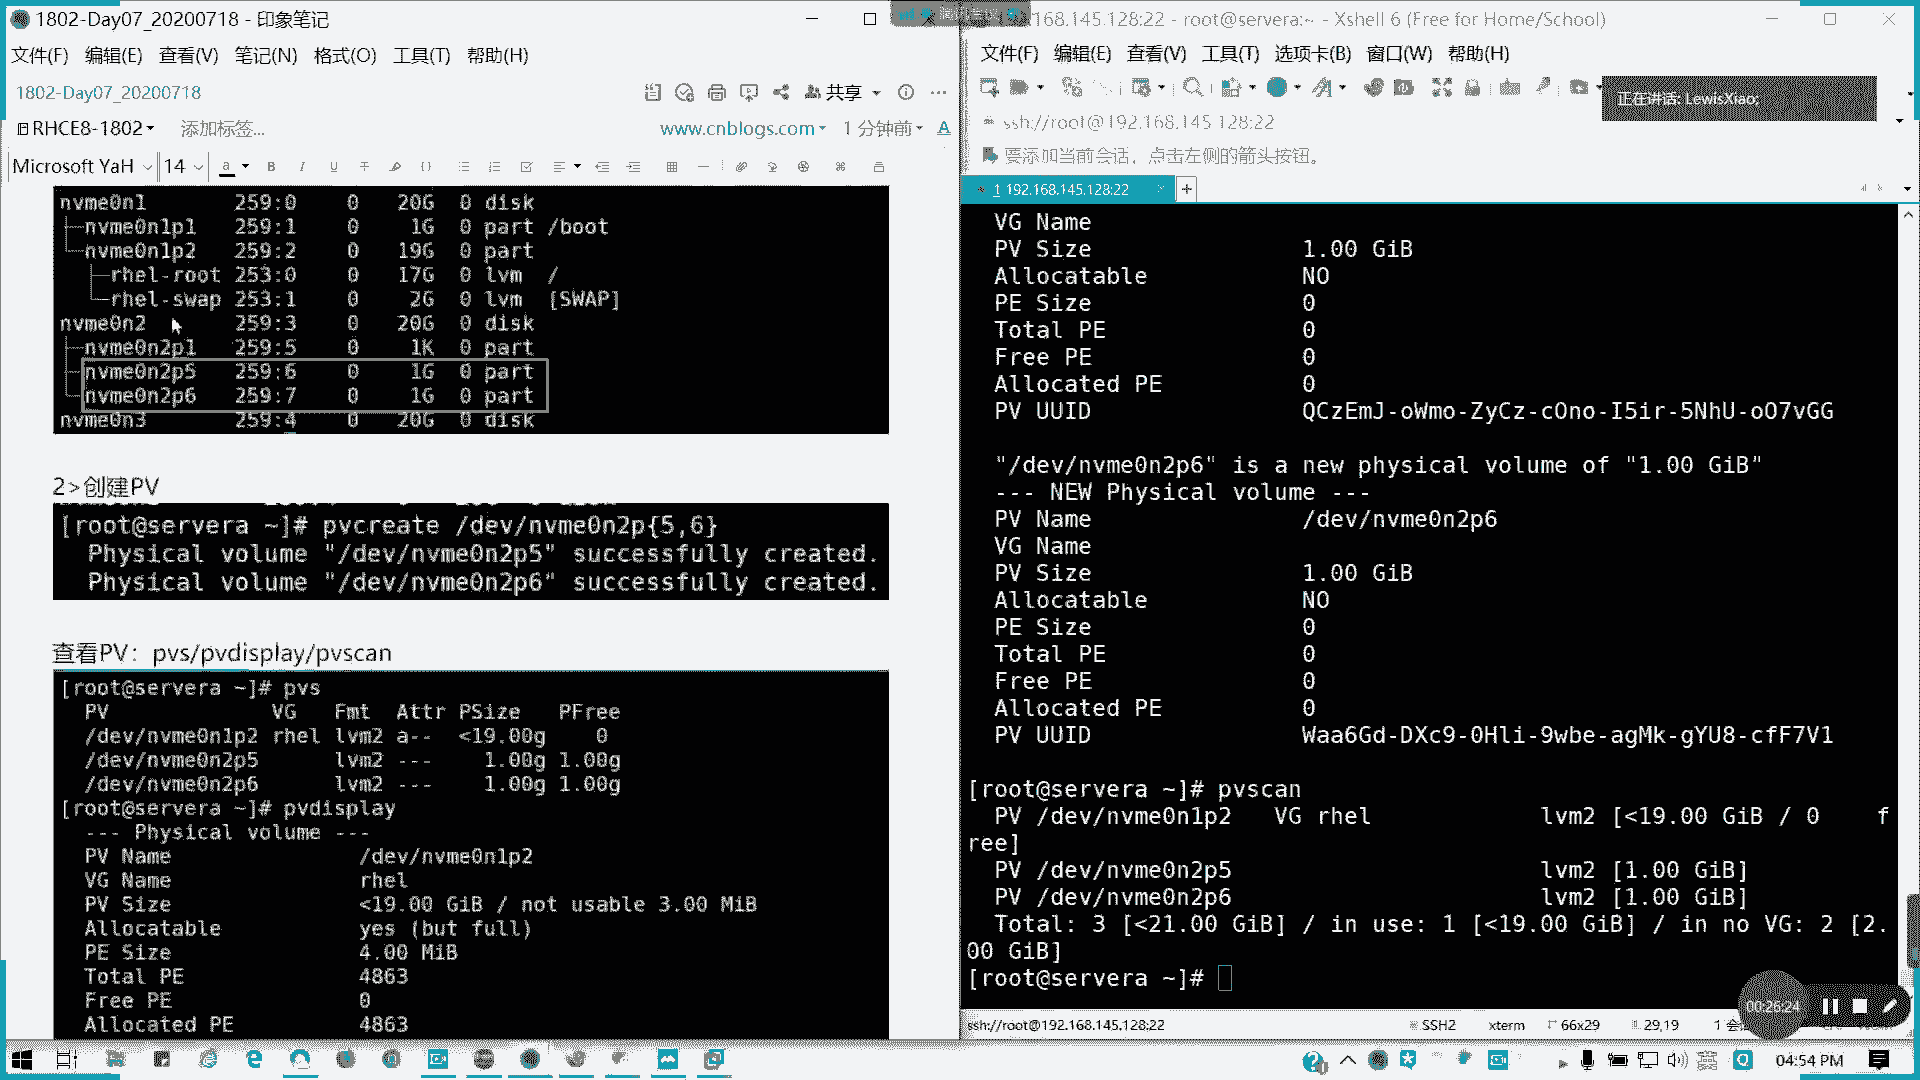 1802-Day07_20200718 - 印象笔记
文件(F) 编辑(E) 查看(V) 笔记(N) 格式(O) 工具(T) 帮助(H)
1802-Day07_20200718
共享
RHCE8-1802
添加标签...
www.cnblogs.com
1 分钟前
Microsoft YaH 14
nvme0n1 259:0 0 20G 0 disk
├─nvme0n1p1 259:1 0 1G 0 part /boot
└─nvme0n1p2 259:2 0 19G 0 part
├─rhel-root 253:0 0 17G 0 lvm /
└─rhel-swap 253:1 0 2G 0 lvm [SWAP]
nvme0n2 259:3 0 20G 0 disk
├─nvme0n2p1 259:5 0 1K 0 part
├─nvme0n2p5 259:6 0 1G 0 part
└─nvme0n2p6 259:7 0 1G 0 part
nvme0n3 259:4 0 20G 0 disk
2>创建PV
[root@servera ~]# pvcreate /dev/nvme0n2p{5,6}
Physical volume "/dev/nvme0n2p5" successfully created.
Physical volume "/dev/nvme0n2p6" successfully created.
查看PV：pvs/pvdisplay/pvscan
[root@servera ~]# pvs
PV VG Fmt Attr PSize PFree
/dev/nvme0n1p2 rhel lvm2 a-- <19.00g 0
/dev/nvme0n2p5 lvm2 --- 1.00g 1.00g
/dev/nvme0n2p6 lvm2 --- 1.00g 1.00g
[root@servera ~]# pvdisplay
--- Physical volume ---
PV Name /dev/nvme0n1p2
VG Name rhel
PV Size <19.00 GiB / not usable 3.00 MiB
Allocatable yes (but full)
PE Size 4.00 MiB
Total PE 4863
Free PE 0
Allocated PE 4863
192.168.145.128:22 - root@servera:~ - Xshell 6 (Free for Home/School)
文件(F) 编辑(E) 查看(V) 工具(T) 选项卡(B) 窗口(W) 帮助(H)
正在讲话: LewisXiao;
ssh://root@192.168.145.128:22
要添加当前会话，点击左侧的箭头按钮。
1 192.168.145.128:22
VG Name
PV Size 1.00 GiB
Allocatable NO
PE Size 0
Total PE 0
Free PE 0
Allocated PE 0
PV UUID QCzEmJ-oWmo-ZyCz-cOno-I5ir-5NhU-oO7vGG
"/dev/nvme0n2p6" is a new physical volume of "1.00 GiB"
--- NEW Physical volume ---
PV Name /dev/nvme0n2p6
VG Name
PV Size 1.00 GiB
Allocatable NO
PE Size 0
Total PE 0
Free PE 0
Allocated PE 0
PV UUID Waa6Gd-DXc9-0Hli-9wbe-agMk-gYU8-cfF7V1
[root@servera ~]# pvscan
PV /dev/nvme0n1p2 VG rhel lvm2 [<19.00 GiB / 0 f
ree]
PV /dev/nvme0n2p5 lvm2 [1.00 GiB]
PV /dev/nvme0n2p6 lvm2 [1.00 GiB]
Total: 3 [<21.00 GiB] / in use: 1 [<19.00 GiB] / in no VG: 2 [2.
00 GiB]
[root@servera ~]#
00:26:24
ssh://root@192.168.145.128:22
SSH2 xterm 66x29 29,19 1
04:54 PM